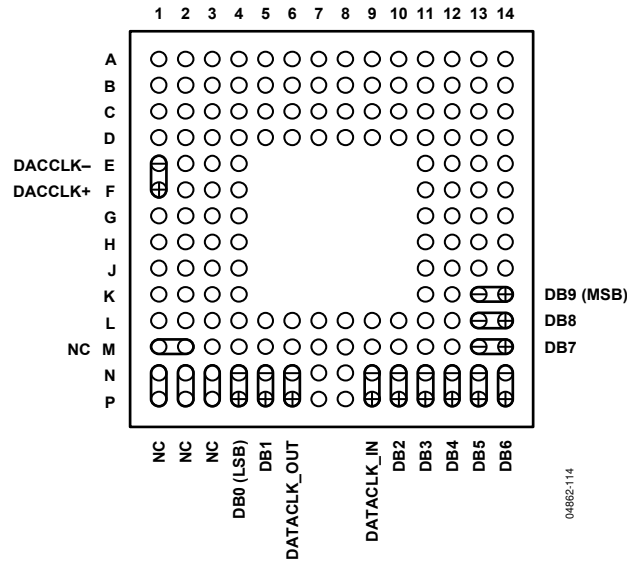 1 2 3 4 5 6 7 8 9 10 11 12 13 14
A
B
C
D
DACCLK– E
DACCLK+ F
G
H
J
K DB9 (MSB)
L DB8
NC M DB7
N
P
NC
NC
NC
DB0 (LSB)
DB1
DATACLK_OUT
DATACLK_IN
DB2
DB3
DB4
DB5
DB6
04862-114